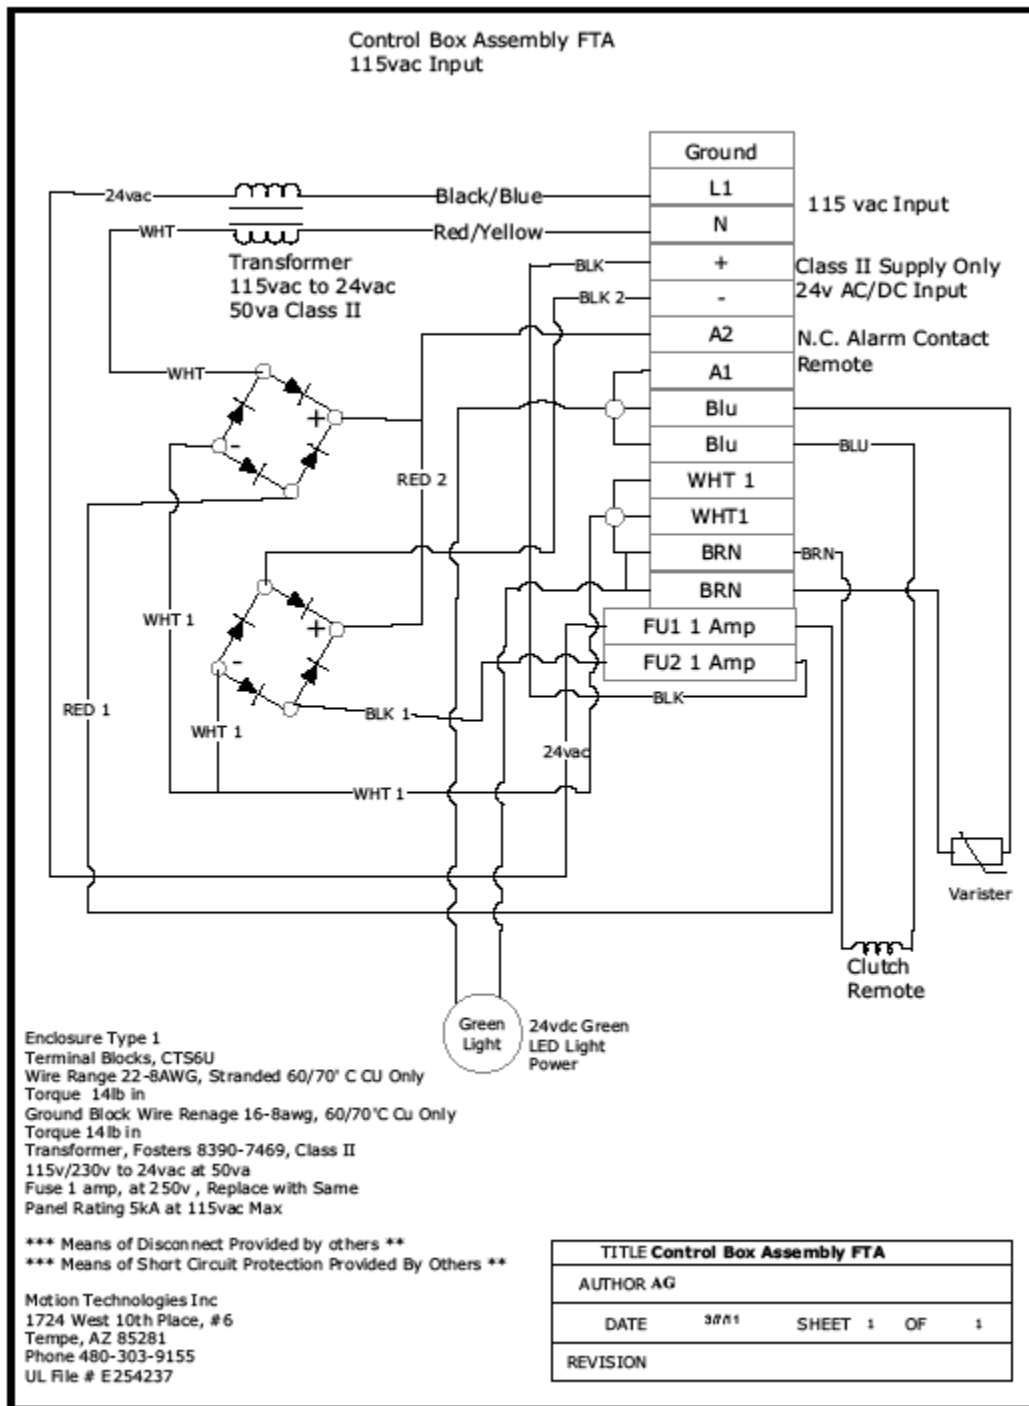 Control Box Assembly FTA
115vac Input
Ground
L1
N
+
-
A2
A1
Blu
Blu
WHT 1
WHT1
BRN
BRN
FU1 1 Amp
FU2 1 Amp
115 vac Input
Class II Supply Only
24v AC/DC Input
N.C. Alarm Contact
Remote
24vac
Black/Blue
WHT
Red/Yellow
Transformer
115vac to 24vac
50va Class II
BLK
BLK 2
WHT
+
-
RED 2
BLU
BRN
WHT 1
+
-
RED 1
BLK 1
WHT 1
BLK
24vac
WHT 1
Varister
Clutch
Remote
Green
Light
24vdc Green
LED Light
Power
Enclosure Type 1
Terminal Blocks, CTS6U
Wire Range 22-8AWG, Stranded 60/70' C CU Only
Torque 14lb in
Ground Block Wire Renage 16-8awg, 60/70'C Cu Only
Torque 14lb in
Transformer, Fosters 8390-7469, Class II
115v/230v to 24vac at 50va
Fuse 1 amp, at 250v , Replace with Same
Panel Rating 5kA at 115vac Max
*** Means of Disconnect Provided by others **
*** Means of Short Circuit Protection Provided By Others **
Motion Technologies Inc
1724 West 10th Place, #6
Tempe, AZ 85281
Phone 480-303-9155
UL File # E254237
TITLE Control Box Assembly FTA
AUTHOR AG
DATE SHEET 1 OF 1
REVISION